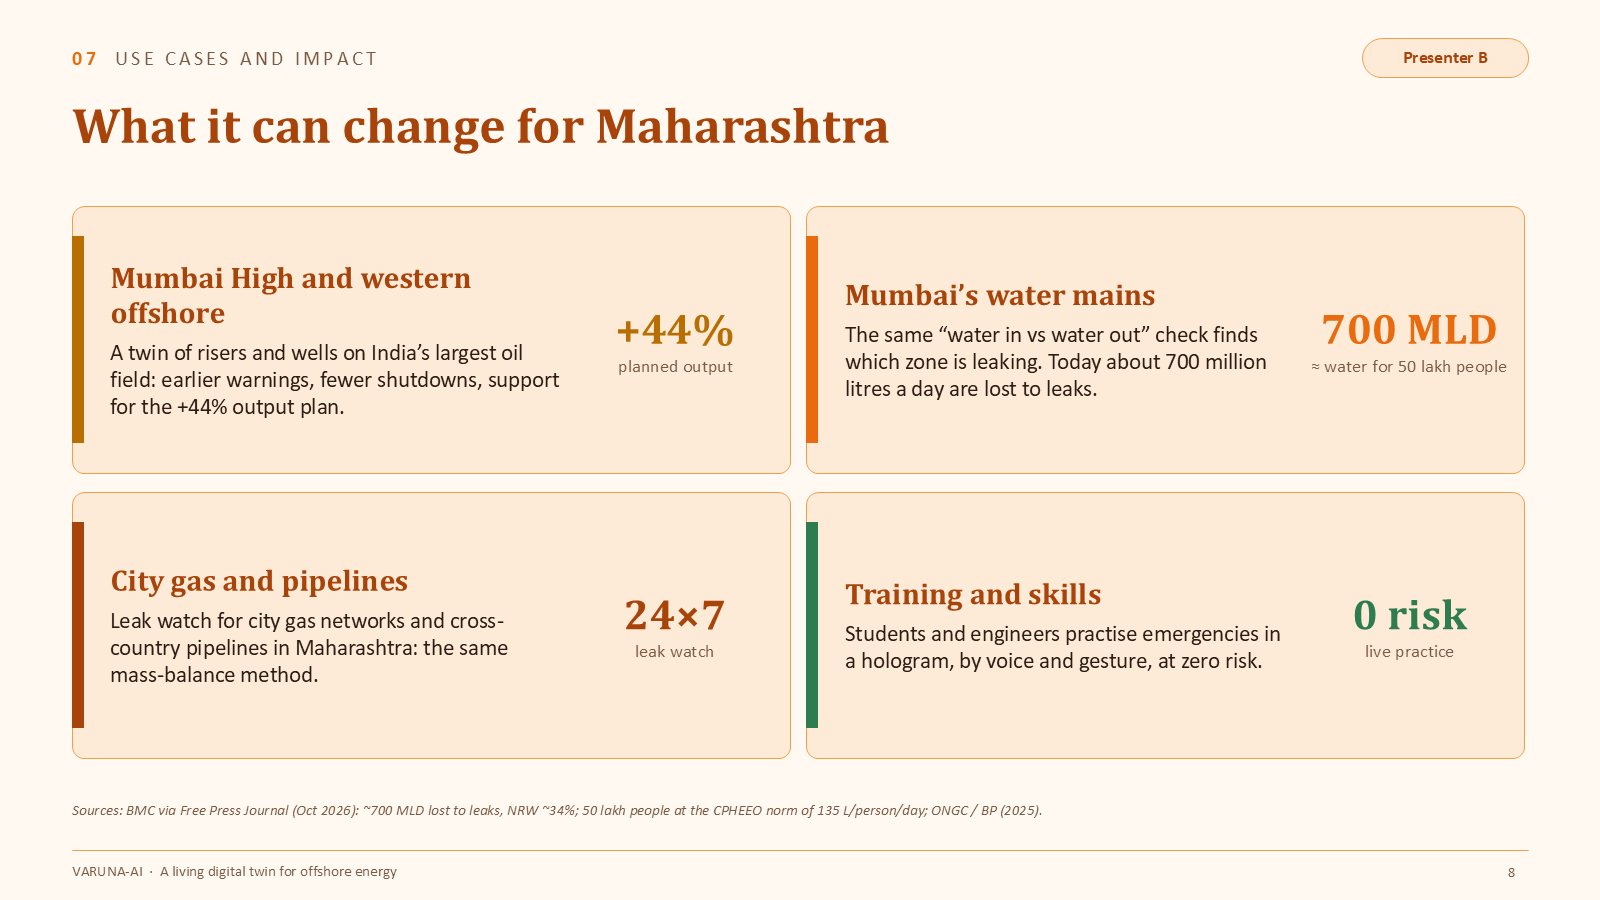 07 USE CASES AND IMPACT
Presenter B
What it can change for Maharashtra
Mumbai High and western
offshore
A twin of risers and wells on India’s largest oil
field: earlier warnings, fewer shutdowns, support
for the +44% output plan.
+44%
planned output
Mumbai’s water mains
The same “water in vs water out” check finds
which zone is leaking. Today about 700 million
litres a day are lost to leaks.
700 MLD
≈ water for 50 lakh people
City gas and pipelines
Leak watch for city gas networks and cross-
country pipelines in Maharashtra: the same
mass-balance method.
24×7
leak watch
Training and skills
Students and engineers practise emergencies in
a hologram, by voice and gesture, at zero risk.
0 risk
live practice
Sources: BMC via Free Press Journal (Oct 2026): ~700 MLD lost to leaks, NRW ~34%; 50 lakh people at the CPHEEO norm of 135 L/person/day; ONGC / BP (2025).
VARUNA-AI · A living digital twin for offshore energy
8